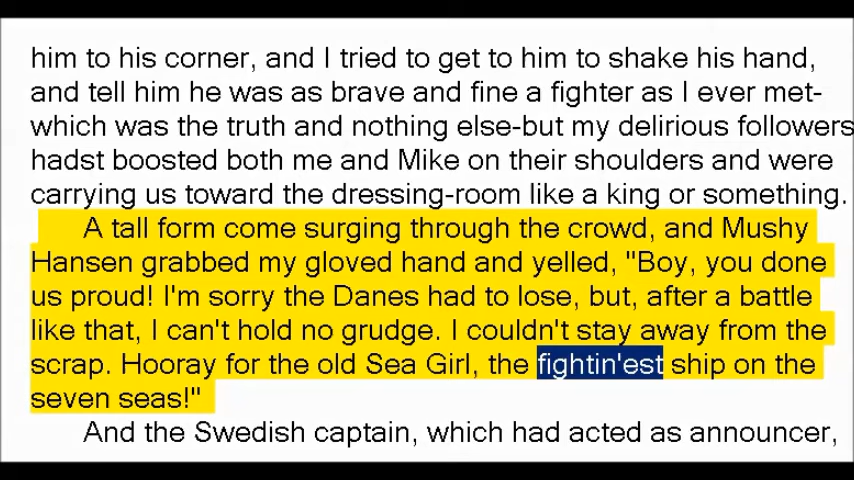 him to his corner, and I tried to get to him to shake his hand,
and tell him he was as brave and fine a fighter as I ever met-
which was the truth and nothing else-but my delirious followers
hadst boosted both me and Mike on their shoulders and were
carrying us toward the dressing-room like a king or something.
A tall form come surging through the crowd, and Mushy
Hansen grabbed my gloved hand and yelled, "Boy, you done
us proud! I'm sorry the Danes had to lose, but, after a battle
like that, I can't hold no grudge. I couldn't stay away from the
scrap. Hooray for the old Sea Girl, the fightin'est ship on the
seven seas!"
And the Swedish captain, which had acted as announcer,